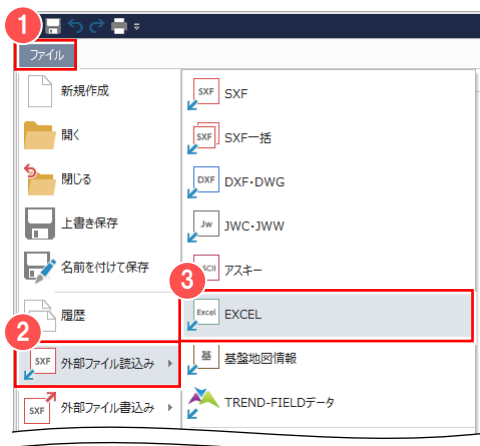 1
ファイル
新規作成
開く
閉じる
上書き保存
名前を付けて保存
履歴
2
SXF 外部ファイル読込み
SXF 外部ファイル書込み
SXF SXF
SXF SXF一括
DXF DXF・DWG
Jw JWC・JWW
SCII アスキー
3
Excel EXCEL
基 基盤地図情報
TREND-FIELDデータ